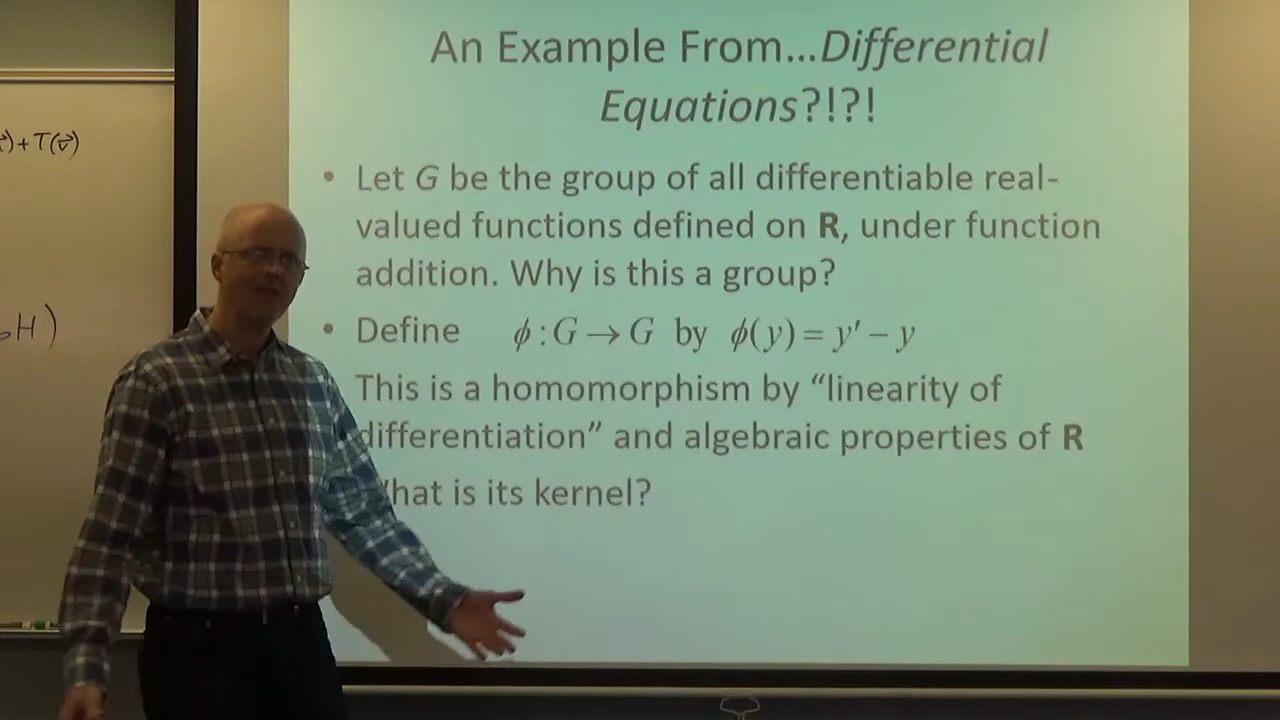 An Example From...Differential
Equations?!?!
)+T(v⃗)
• Let G be the group of all differentiable real-
valued functions defined on R, under function
addition. Why is this a group?
H)
• Define ϕ : G → G by ϕ(y) = y′ − y
This is a homomorphism by “linearity of
differentiation” and algebraic properties of R
hat is its kernel?